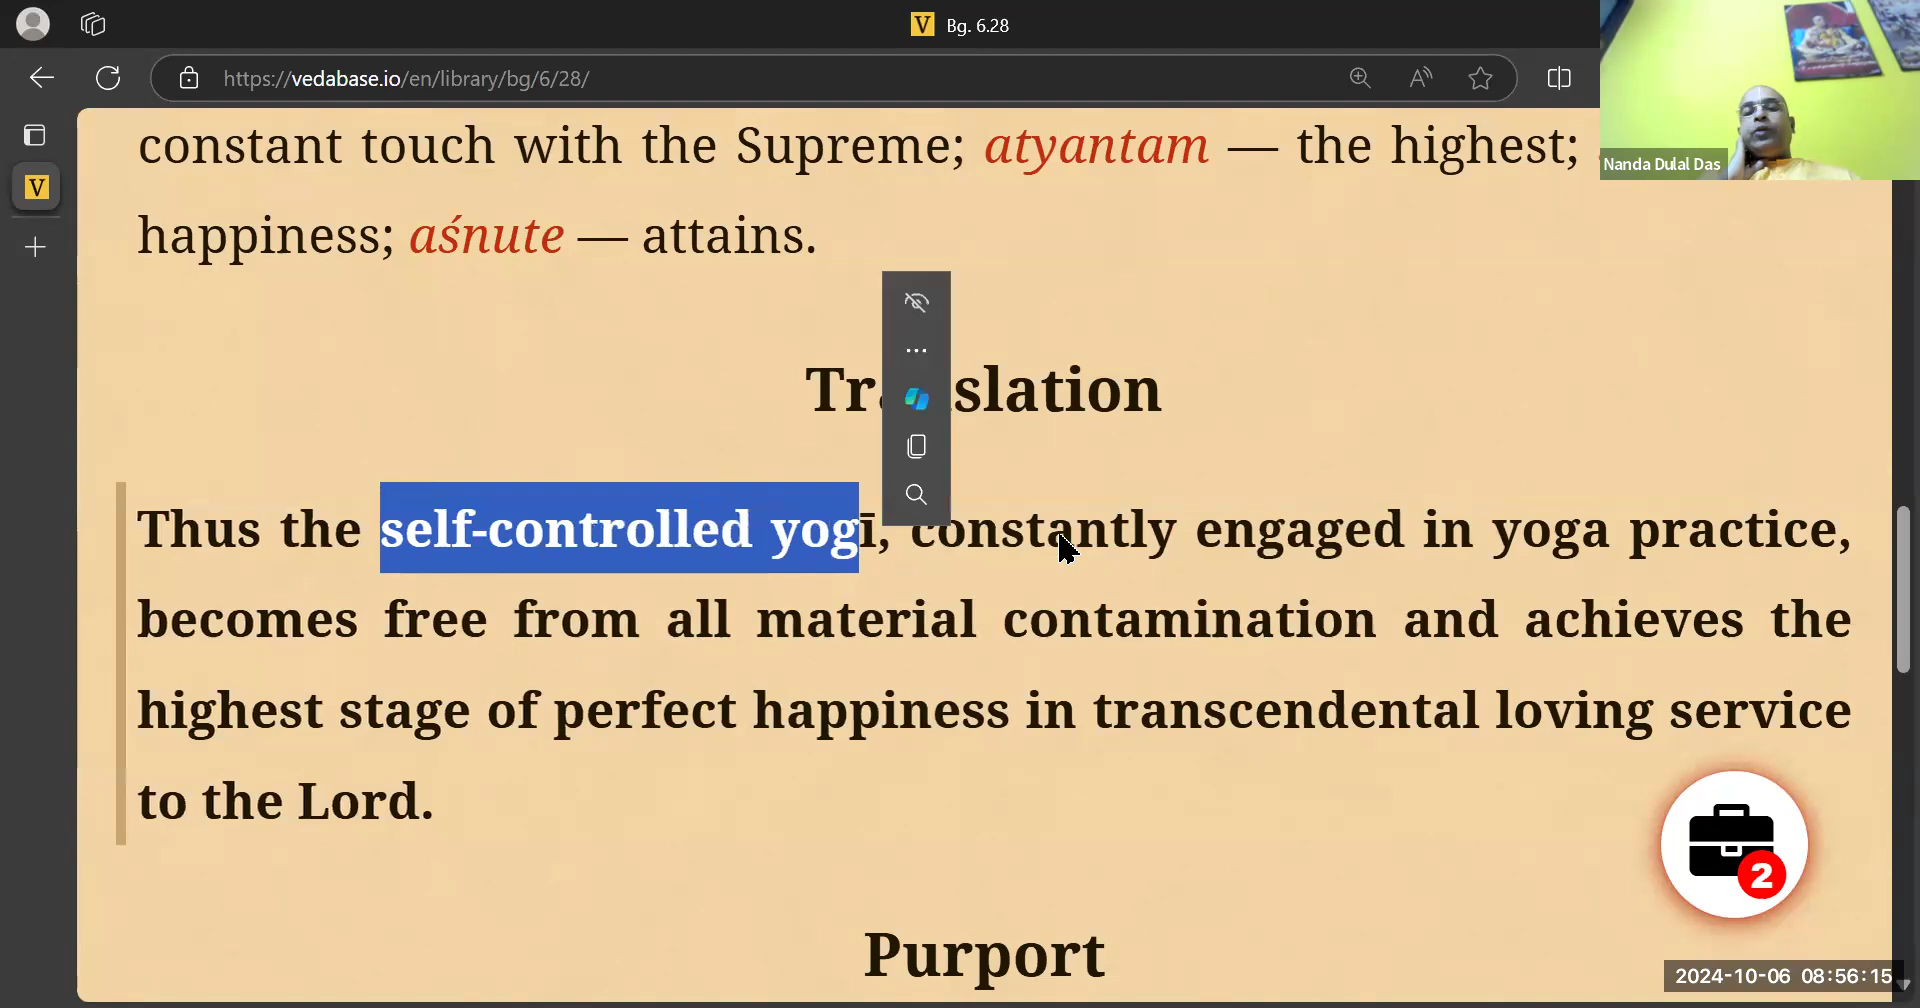 Bg. 6.28
https://vedabase.io/en/library/bg/6/28/
Nanda Dulal Das
constant touch with the Supreme; atyantam — the highest;
happiness; aśnute — attains.
Thus the self-controlled yogī, constantly engaged in yoga practice,
becomes free from all material contamination and achieves the
highest stage of perfect happiness in transcendental loving service
to the Lord.
2
Purport
2024-10-06 08:56:15